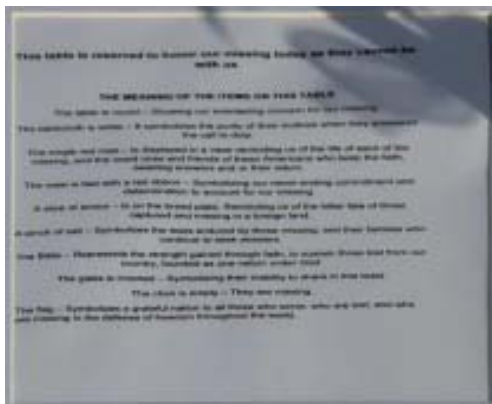 This table is reserved to honor our missing loved as they cannot be
with us.
THE MEANING OF THE ITEMS ON THIS TABLE
The table is round – Showing our everlasting concern for our missing.
The tablecloth is white – It symbolizes the purity of their motives when they answered
the call to duty.
The single red rose – is displayed in a vase reminding us of the life of each of the
missing, and the loved ones and friends of these Americans who keep the faith,
awaiting answers and or their return.
The vase is tied with a red ribbon – Symbolizing our never ending commitment and
determination to account for our missing.
A slice of lemon – Is on the bread plate. Reminding us of the bitter fate of those
captured and missing in a foreign land.
A pinch of salt – Symbolizes the tears endured by those missing, and their families who
continue to seek answers.
The Bible – Represents the strength gained through faith, to sustain those lost from our
country, founded as one nation under God.
The glass is inverted – Symbolizing their inability to share in this toast.
The chair is empty – They are missing.
The flag – Symbolizes a grateful nation to all those who serve, who are lost, and who
are missing in the defense of freedom throughout the world.